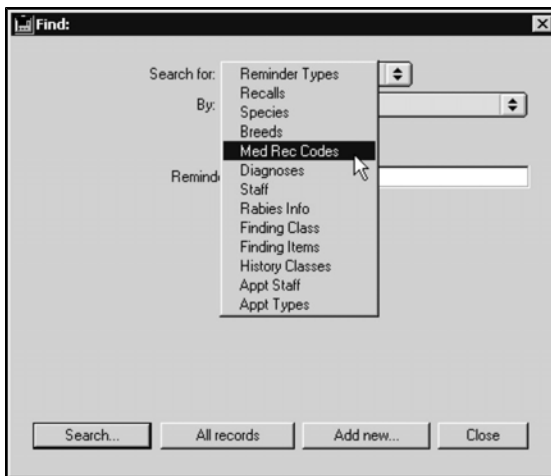 Find:
Search for:
Reminder Types
Recalls
By:
Species
Breeds
Med Rec Codes
Diagnoses
Remind
Staff
Rabies Info
Finding Class
Finding Items
History Classes
Appt Staff
Appt Types
Search...
All records
Add new...
Close